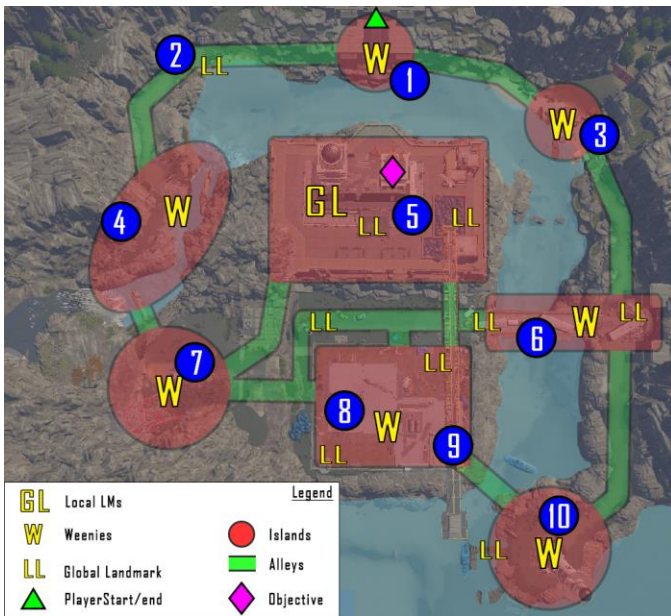 2
LL
W
1
W
3
4
W
GL
LL
5
LL
LL
LL
6
W
LL
7
W
LL
8
W
LL
9
10
W
LL
Legend
GL Local LMs
W Weenies
LL Global Landmark
PlayerStart/end
Islands
Alleys
Objective